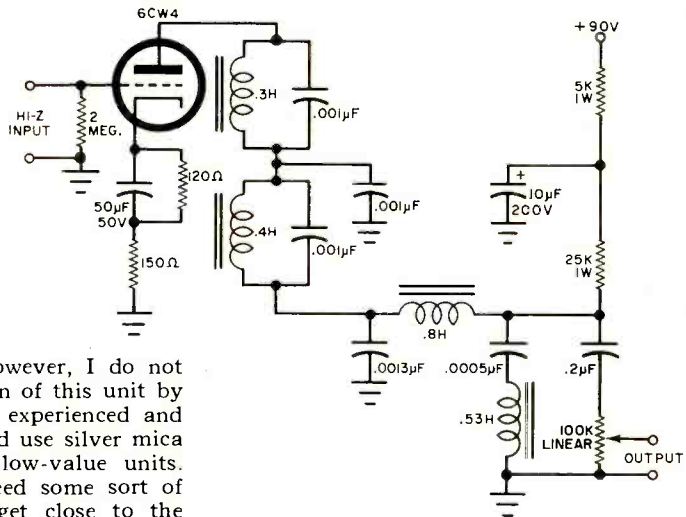 6CW4
+90V
5K
1W
.3H
.001µF
HI-Z
INPUT
2
MEG.
120Ω
50µF
50V
.001µF
+
10µF
200V
.4H
.001µF
150Ω
25K
1W
.8H
.0013µF
.0005µF
.2µF
.53H
100K
LINEAR
OUTPUT
owever, I do not
n of this unit by
experienced and
d use silver mica
low-value units.
eed some sort of
get close to the